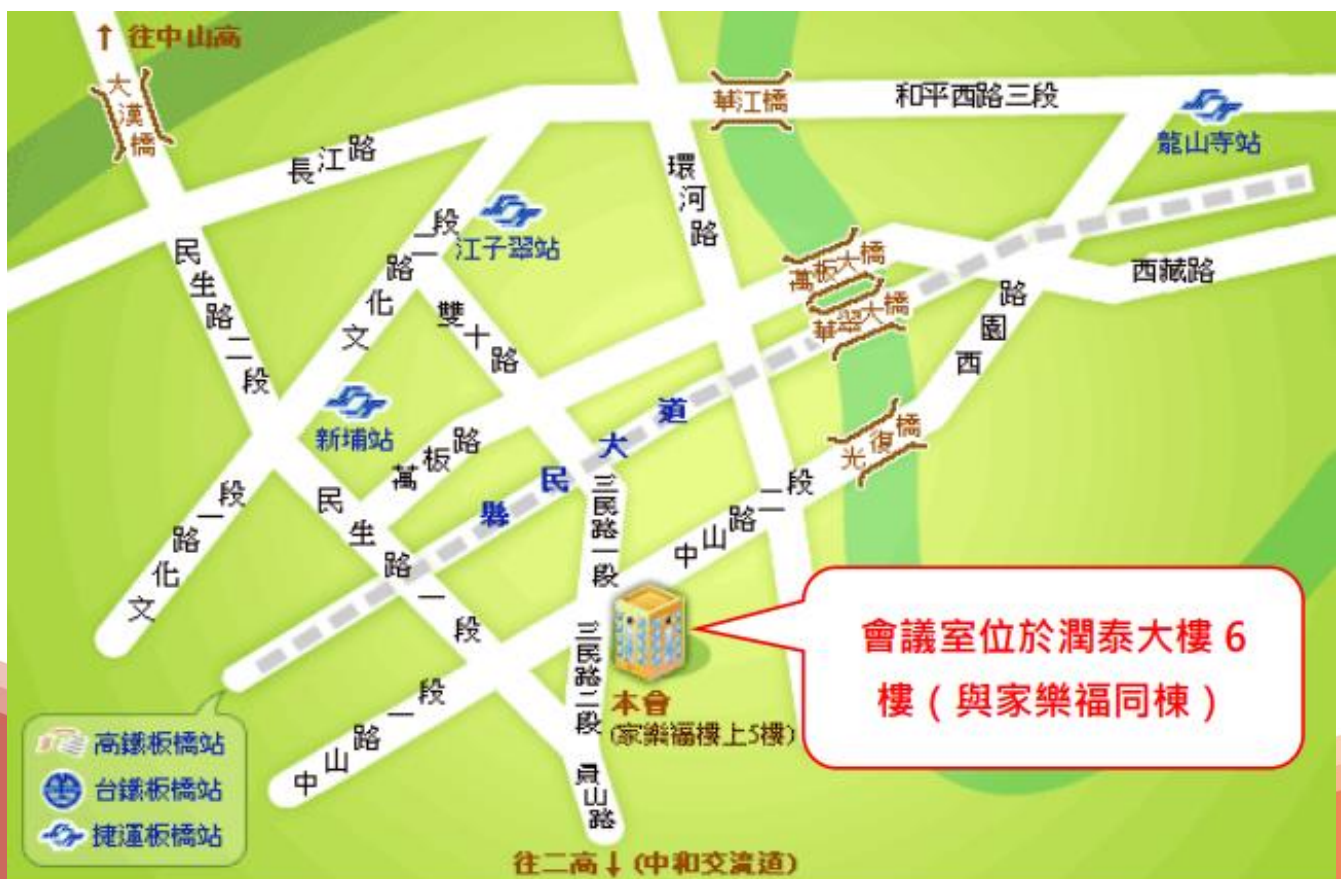 ↑ 往中山高
大漢橋
華江橋
和平西路三段
龍山寺站
長江路
環河路
江子翠站
文化路二段
民生路二段
雙十路
萬板大橋
華翠大橋
西藏路
西園路
新埔站
萬板路
縣民大道
光復橋
文化路一段
民生路一段
三民路一段
中山路二段
會議室位於潤泰大樓 6
樓（與家樂福同棟）
三民路二段
本會
(家樂福樓上5樓)
中山路一段
高鐵板橋站
台鐵板橋站
捷運板橋站
員山路
往二高↓(中和交流道)